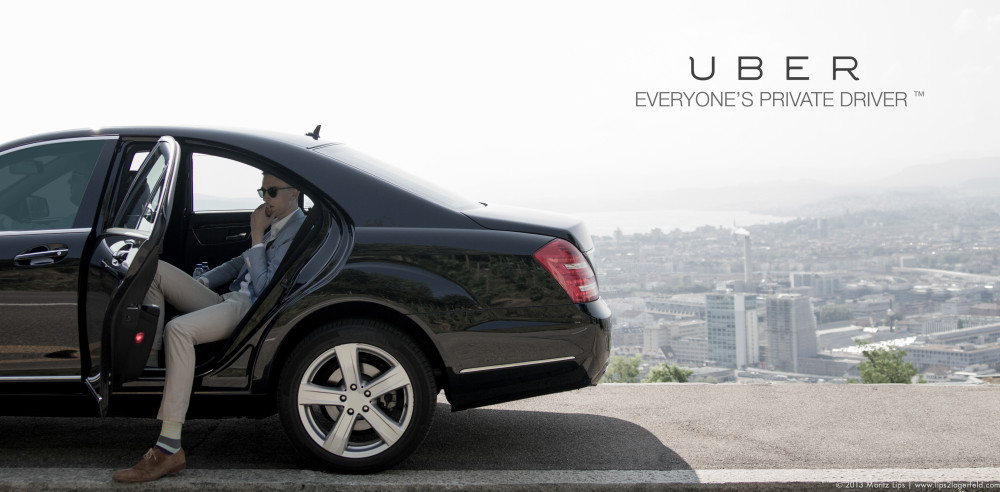 UBER
EVERYONE'S PRIVATE DRIVER ™
© 2013 Moritz Lips | www.lips2lagerfeld.com